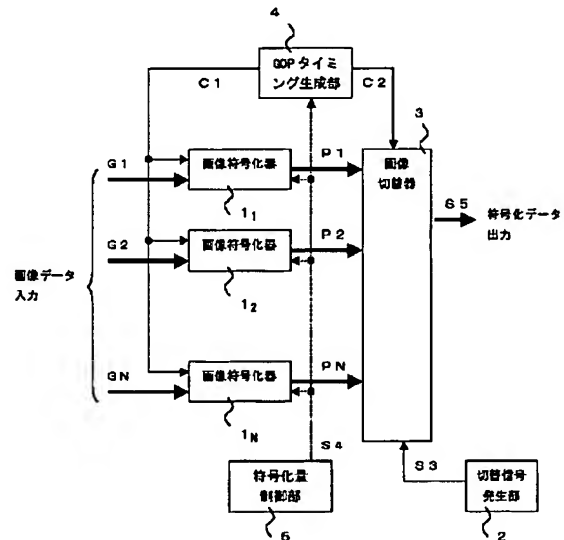 4
GOPタイミ
ング生成部
C1
C2
3
G1
画像符号化器
P1
画像
切替器
1₁
S5
符号化データ
出力
G2
画像符号化器
P2
1₂
画像データ
入力
GN
画像符号化器
PN
1N
S4
符号化量
制御部
S3
切替信号
発生部
5
2